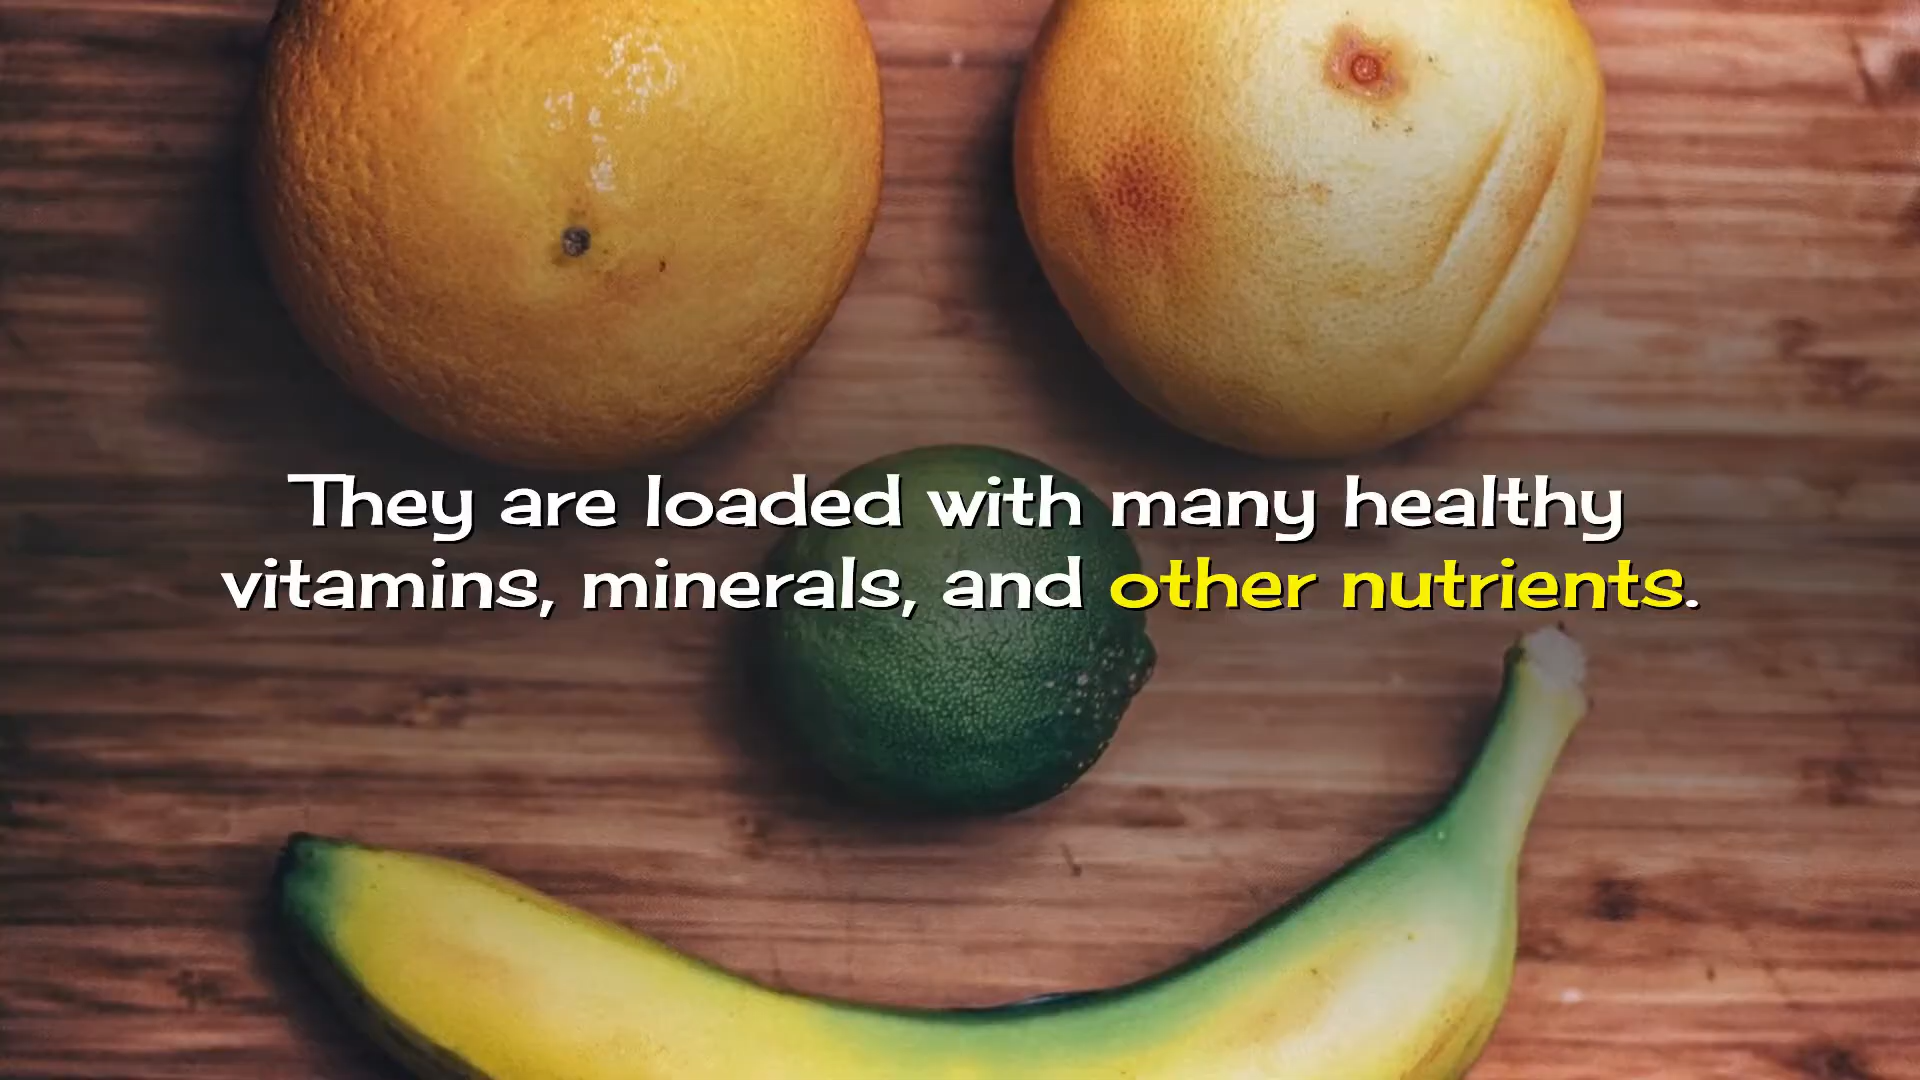 They are loaded with many healthy
vitamins, minerals, and other nutrients.